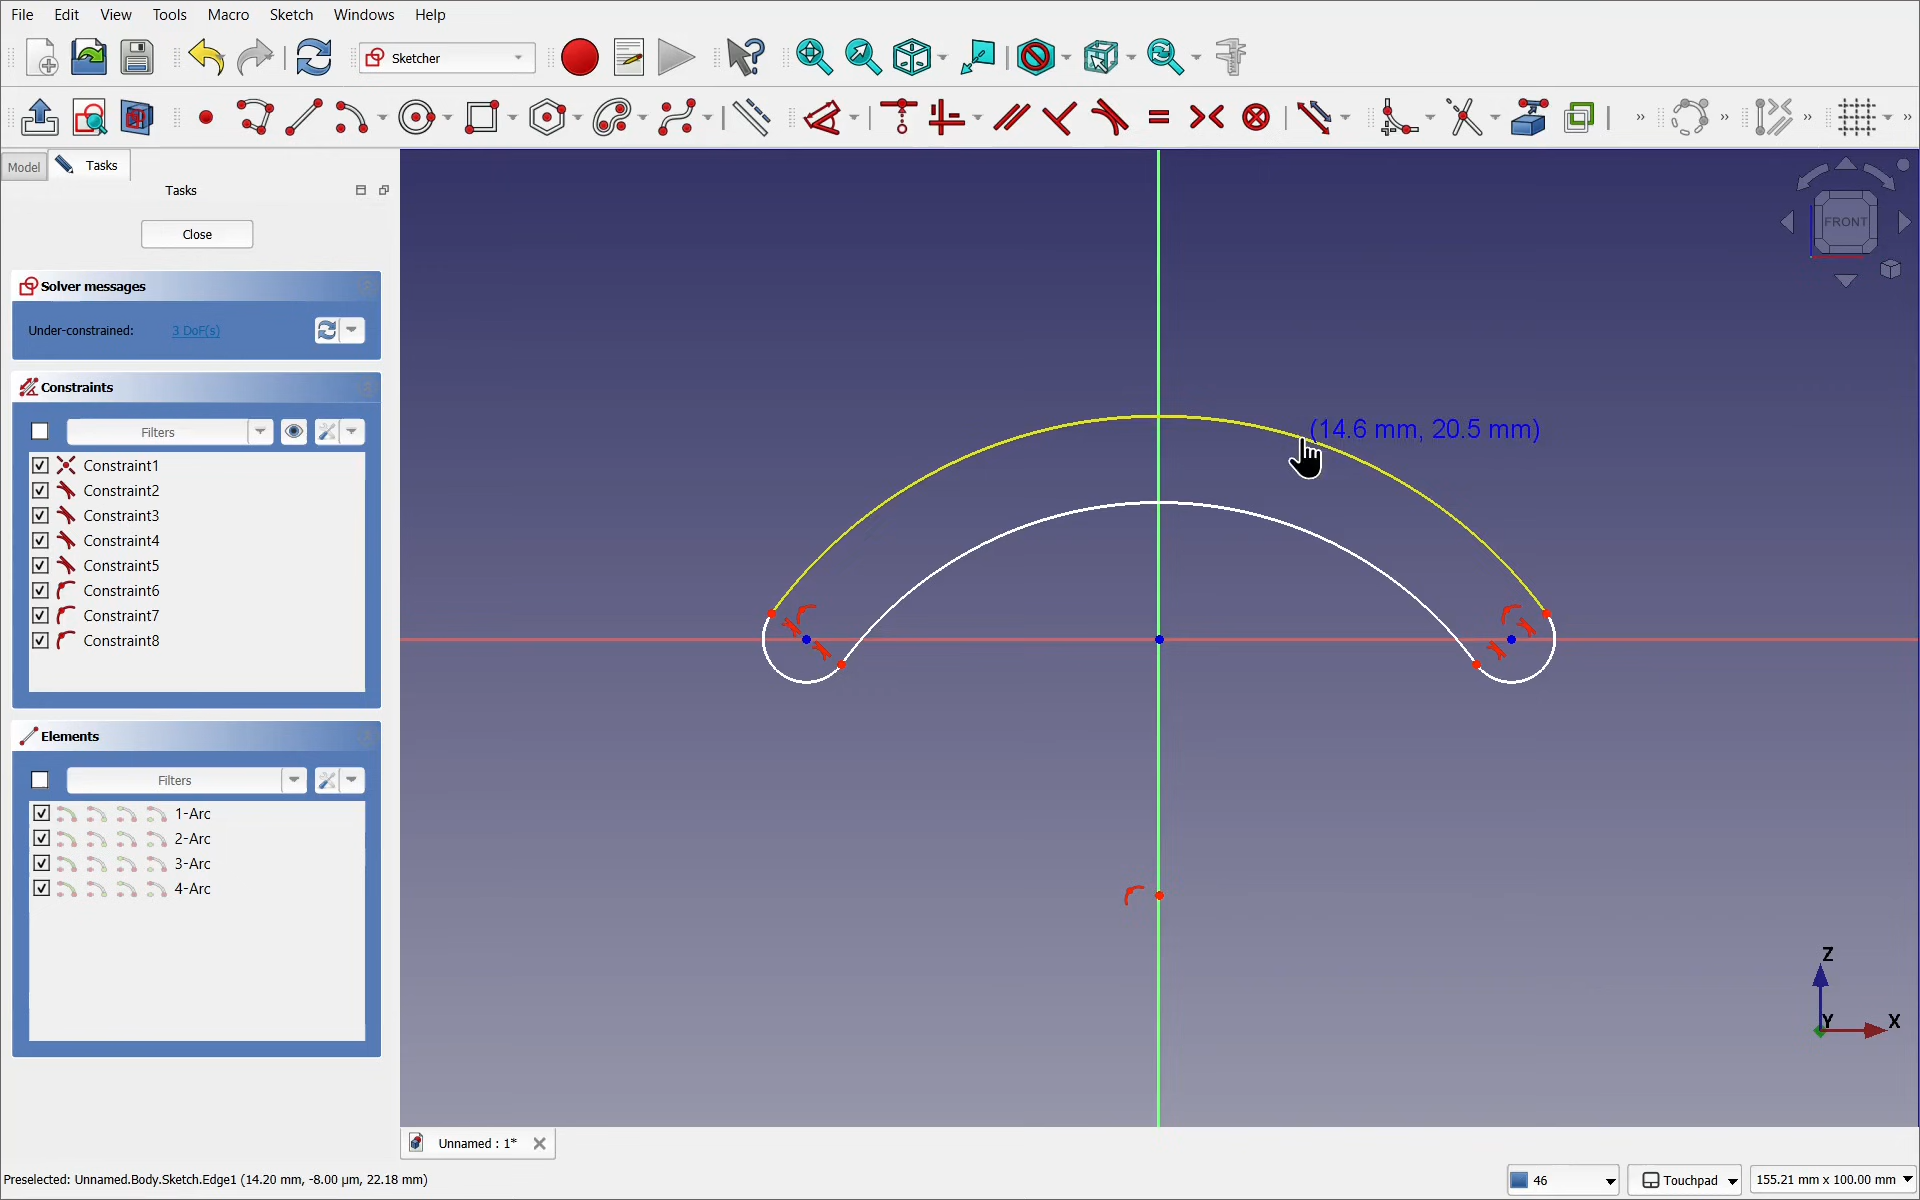 File Edit View Tools Macro Sketch Windows Help
Sketcher
Model Tasks
Tasks
Close
Solver messages
Under-constrained: 3 DoF(s)
Constraints
Filters
Constraint1
Constraint2
Constraint3
Constraint4
Constraint5
Constraint6
Constraint7
Constraint8
Elements
Filters
1-Arc
2-Arc
3-Arc
4-Arc
FRONT
(14.6 mm, 20.5 mm)
Z
Y X
Unnamed : 1*
Preselected: Unnamed.Body.Sketch.Edge1 (14.20 mm, -8.00 µm, 22.18 mm)
46 Touchpad 155.21 mm x 100.00 mm